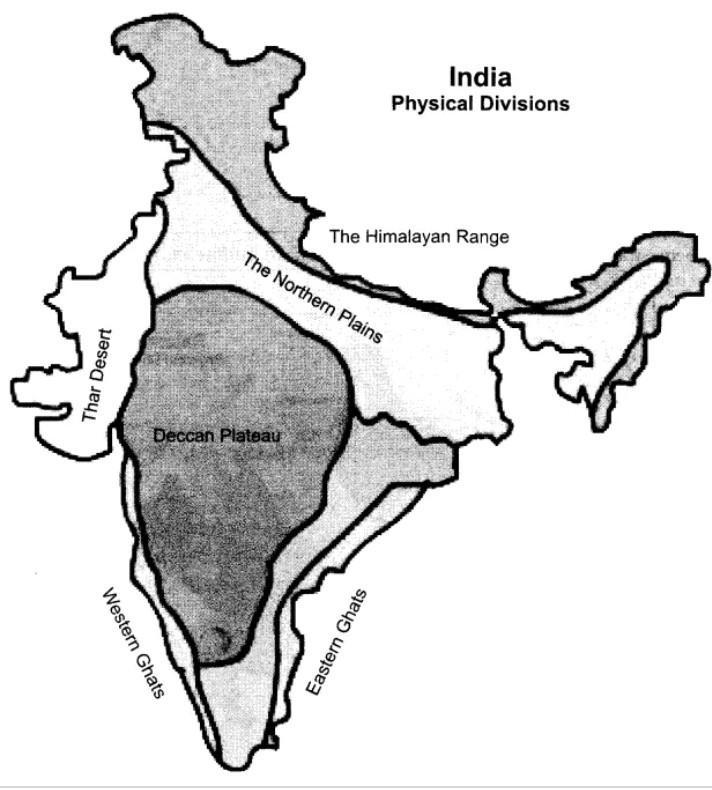 India
Physical Divisions
The Himalayan Range
The Northern Plains
Thar Desert
Deccan Plateau
Western Ghats
Eastern Ghats